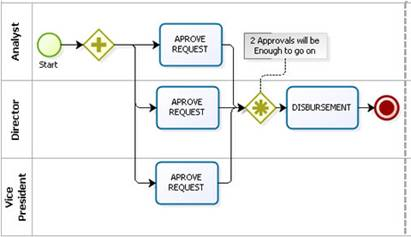 Analyst
Start
APROVE
REQUEST
2 Approvals will be
Enough to go on
Director
APROVE
REQUEST
DISBURSEMENT
Vice
President
APROVE
REQUEST